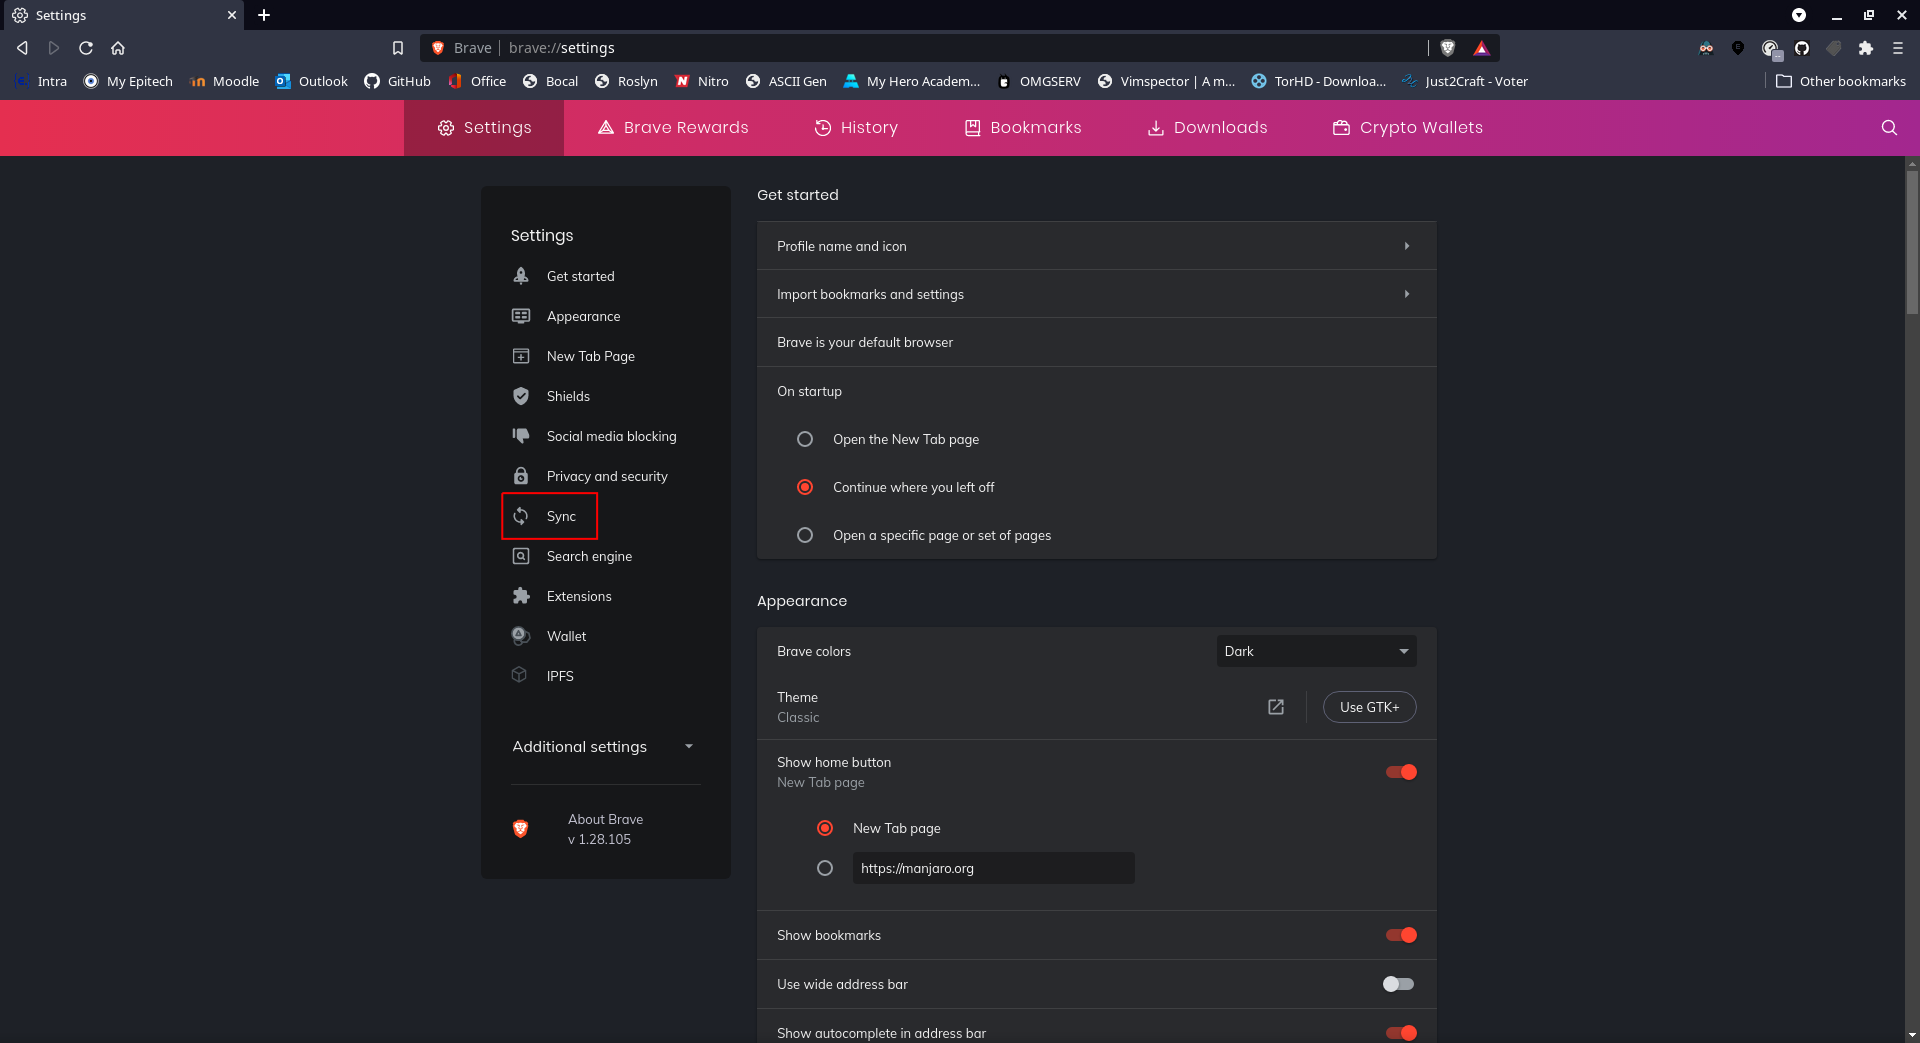 Settings
Brave brave://settings
Intra My Epitech Moodle Outlook GitHub Office Bocal Roslyn Nitro ASCII Gen My Hero Academ... OMGSERV Vimspector | A m... TorHD - Downloa... Just2Craft - Voter Other bookmarks
Settings Brave Rewards History Bookmarks Downloads Crypto Wallets
Settings
Get started
Appearance
New Tab Page
Shields
Social media blocking
Privacy and security
Sync
Search engine
Extensions
Wallet
IPFS
Additional settings
About Brave
v 1.28.105
Get started
Profile name and icon
Import bookmarks and settings
Brave is your default browser
On startup
Open the New Tab page
Continue where you left off
Open a specific page or set of pages
Appearance
Brave colors Dark
Theme
Classic
Use GTK+
Show home button
New Tab page
New Tab page
https://manjaro.org
Show bookmarks
Use wide address bar
Show autocomplete in address bar